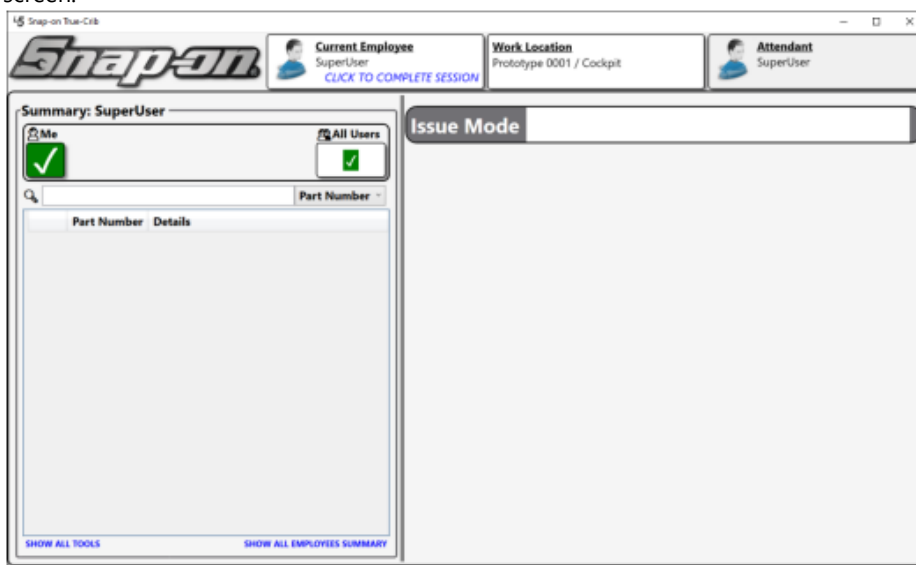 screen.
Snap-on True-Crib
Snap-on
Current Employee
SuperUser
CLICK TO COMPLETE SESSION
Work Location
Prototype 0001 / Cockpit
Attendant
SuperUser
Summary: SuperUser
Me
All Users
Part Number
Part Number Details
SHOW ALL TOOLS
SHOW ALL EMPLOYEES SUMMARY
Issue Mode